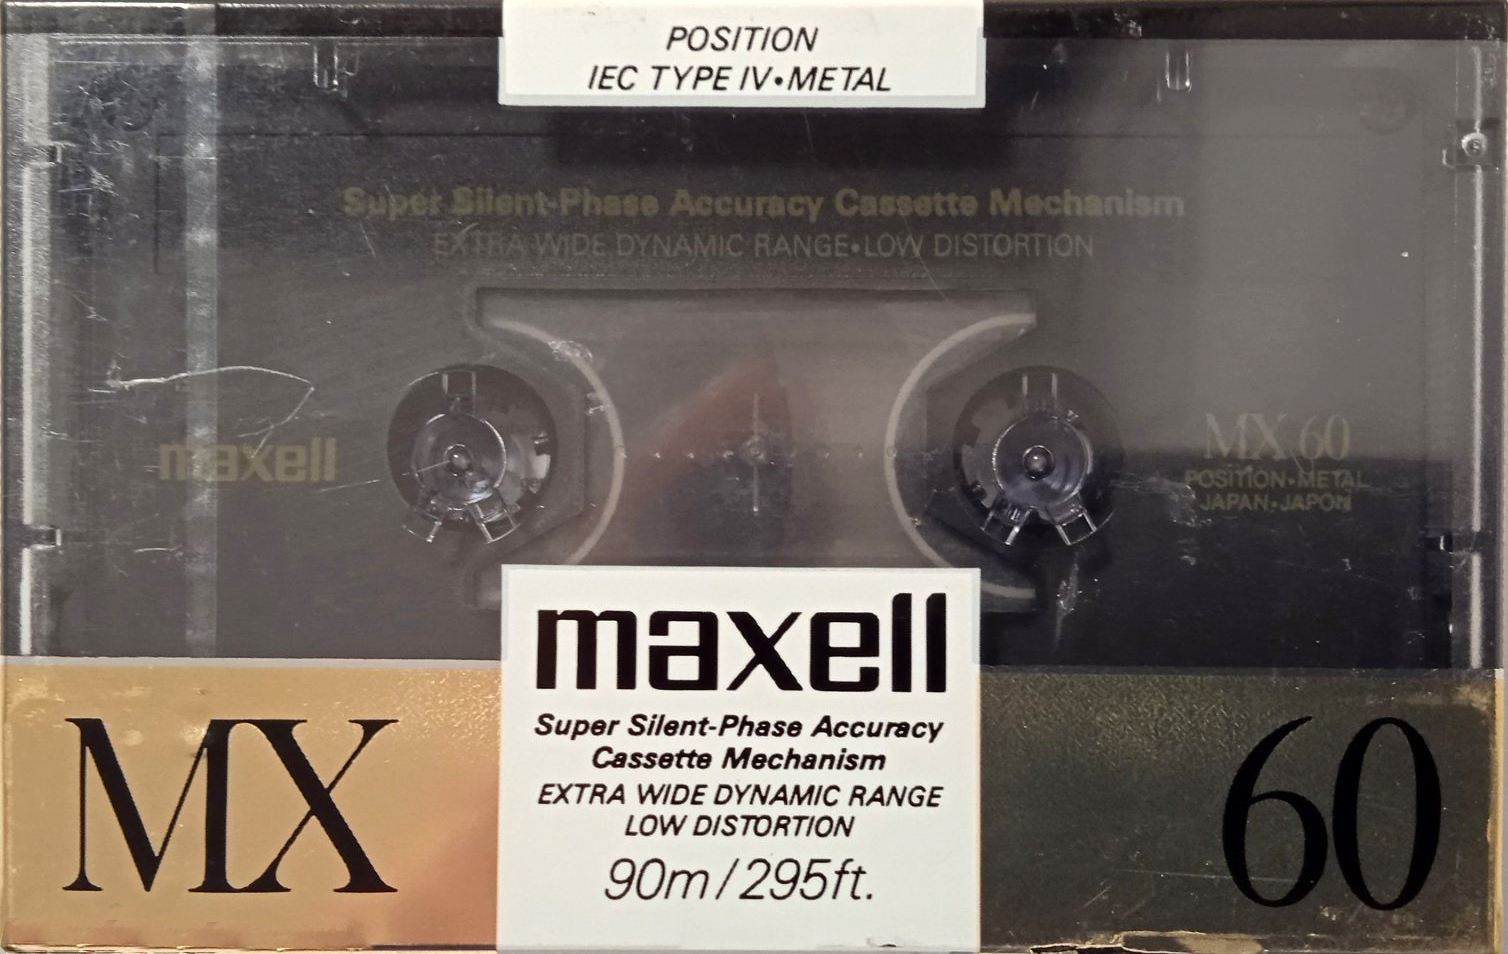 POSITION
IEC TYPE IV•METAL
Super Silent-Phase Accuracy Cassette Mechanism
EXTRA WIDE DYNAMIC RANGE•LOW DISTORTION
maxell
MX 60
POSITION•METAL
JAPAN•JAPON
maxell
Super Silent-Phase Accuracy
Cassette Mechanism
EXTRA WIDE DYNAMIC RANGE
LOW DISTORTION
90m/295ft.
MX
60